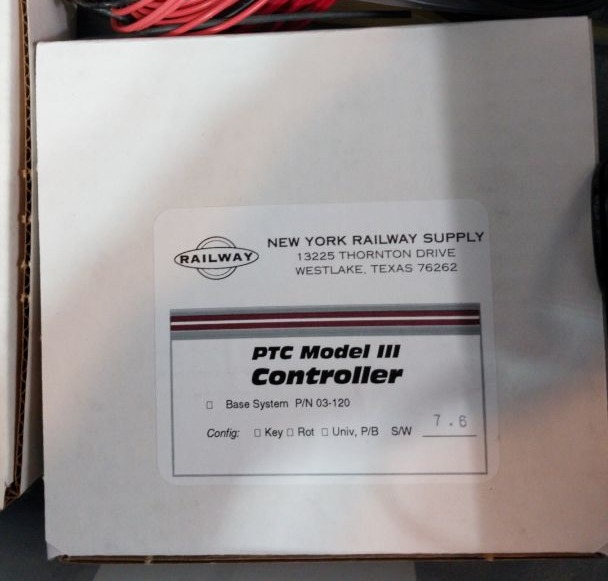 RAILWAY
NEW YORK RAILWAY SUPPLY
13225 THORNTON DRIVE
WESTLAKE, TEXAS 76262
PTC Model III
Controller
☐ Base System P/N 03-120
Config: ☐ Key ☐ Rot ☐ Univ, P/B S/W 7.6